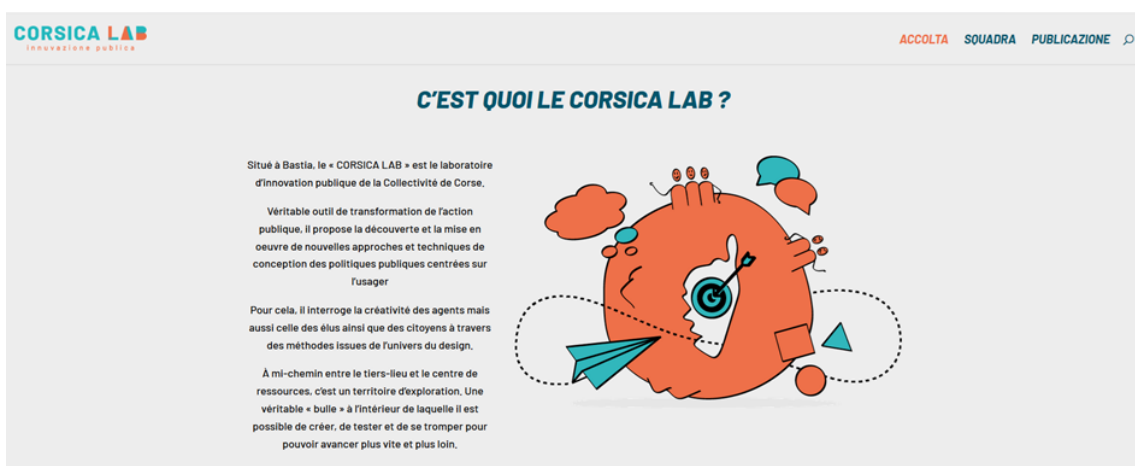 CORSICA LAB
innuvazione publica
ACCOLTA SQUADRA PUBLICAZIONE
C'EST QUOI LE CORSICA LAB ?
Situé à Bastia, le « CORSICA LAB » est le laboratoire
d'innovation publique de la Collectivité de Corse.
Véritable outil de transformation de l'action
publique, il propose la découverte et la mise en
oeuvre de nouvelles approches et techniques de
conception des politiques publiques centrées sur
l'usager
Pour cela, il interroge la créativité des agents mais
aussi celle des élus ainsi que des citoyens à travers
des méthodes issues de l'univers du design.
À mi-chemin entre le tiers-lieu et le centre de
ressources, c'est un territoire d'exploration. Une
véritable « bulle » à l'intérieur de laquelle il est
possible de créer, de tester et de se tromper pour
pouvoir avancer plus vite et plus loin.